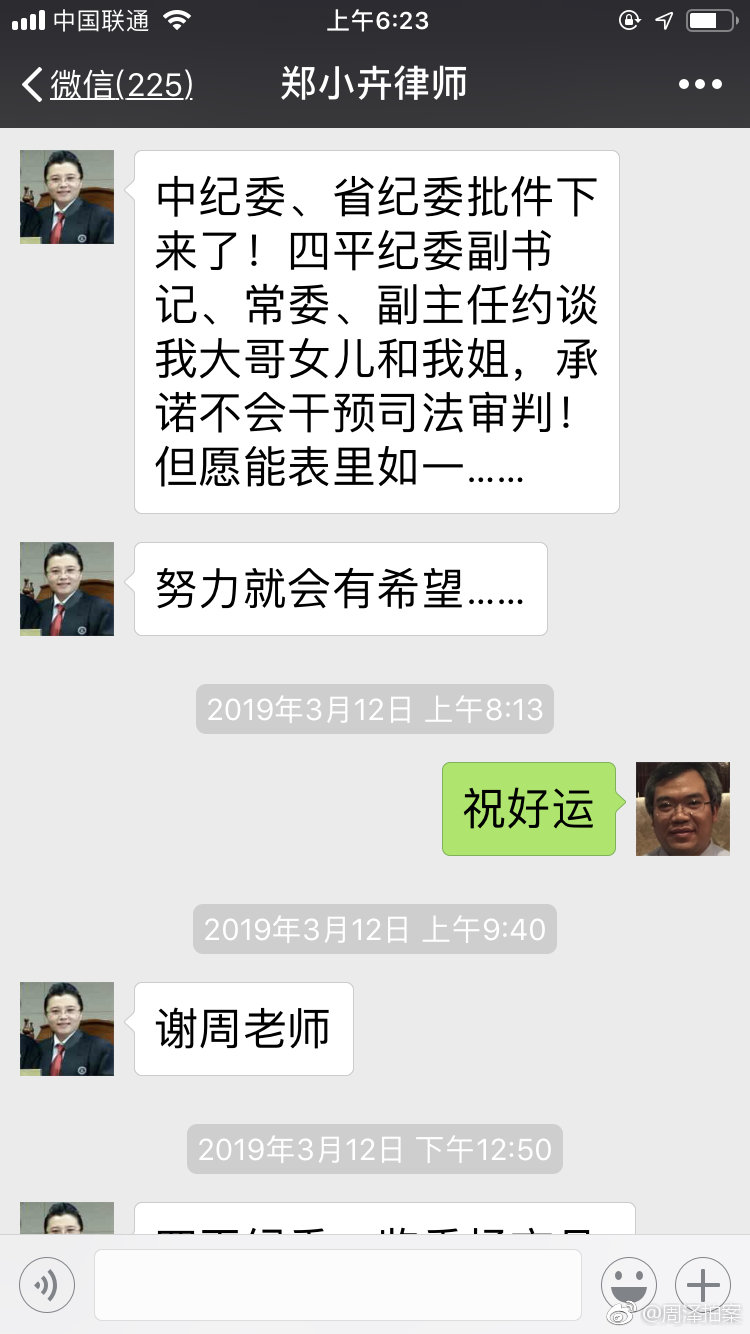 中国联通
上午6:23
微信(225)
郑小卉律师
中纪委、省纪委批件下
来了！四平纪委副书
记、常委、副主任约谈
我大哥女儿和我姐，承
诺不会干预司法审判！
但愿能表里如一……
努力就会有希望……
2019年3月12日 上午8:13
祝好运
2019年3月12日 上午9:40
谢周老师
2019年3月12日 下午12:50
@周泽拍案